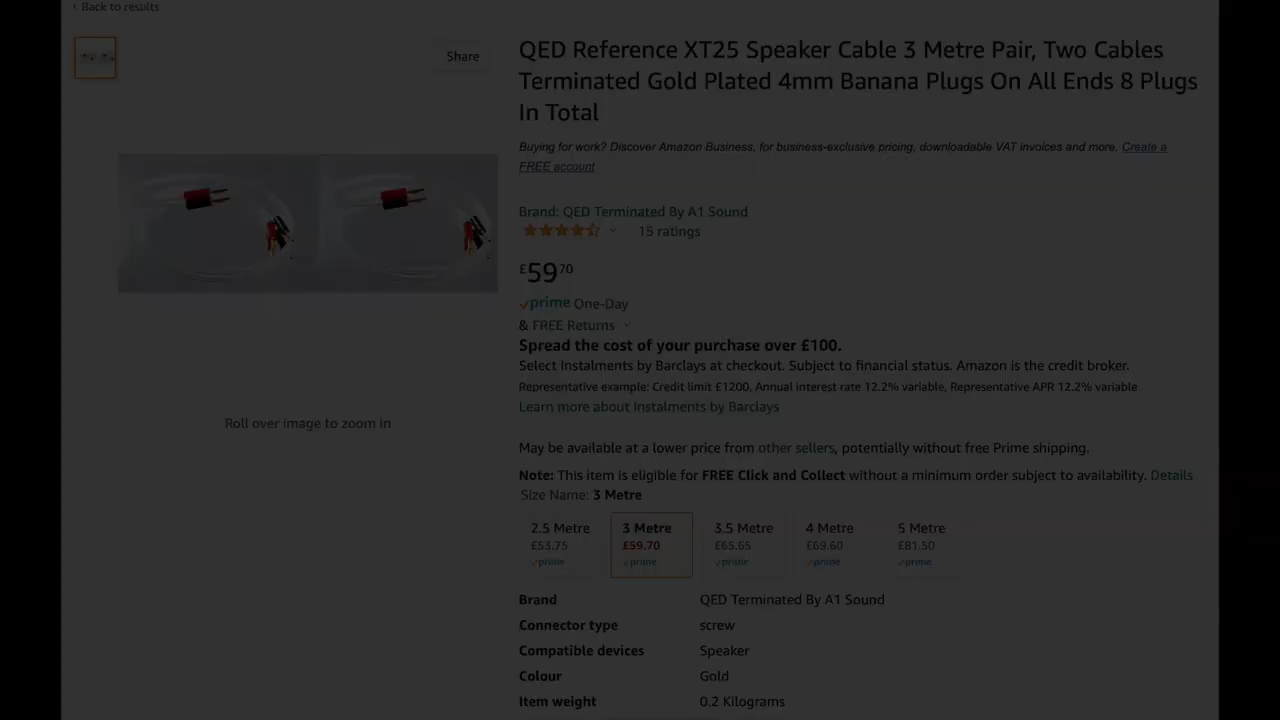 ‹ Back to results
Share
QED Reference XT25 Speaker Cable 3 Metre Pair, Two Cables
Terminated Gold Plated 4mm Banana Plugs On All Ends 8 Plugs
In Total
Buying for work? Discover Amazon Business, for business-exclusive pricing, downloadable VAT invoices and more. Create a
FREE account
Brand: QED Terminated By A1 Sound
15 ratings
£5970
prime One-Day
& FREE Returns
Spread the cost of your purchase over £100.
Select Instalments by Barclays at checkout. Subject to financial status. Amazon is the credit broker.
Representative example: Credit limit £1200, Annual interest rate 12.2% variable, Representative APR 12.2% variable
Learn more about Instalments by Barclays
Roll over image to zoom in
May be available at a lower price from other sellers, potentially without free Prime shipping.
Note: This item is eligible for FREE Click and Collect without a minimum order subject to availability. Details
Size Name: 3 Metre
2.5 Metre 3 Metre 3.5 Metre 4 Metre 5 Metre
£53.75 £59.70 £65.65 £69.60 £81.50
prime prime prime prime prime
Brand QED Terminated By A1 Sound
Connector type screw
Compatible devices Speaker
Colour Gold
Item weight 0.2 Kilograms